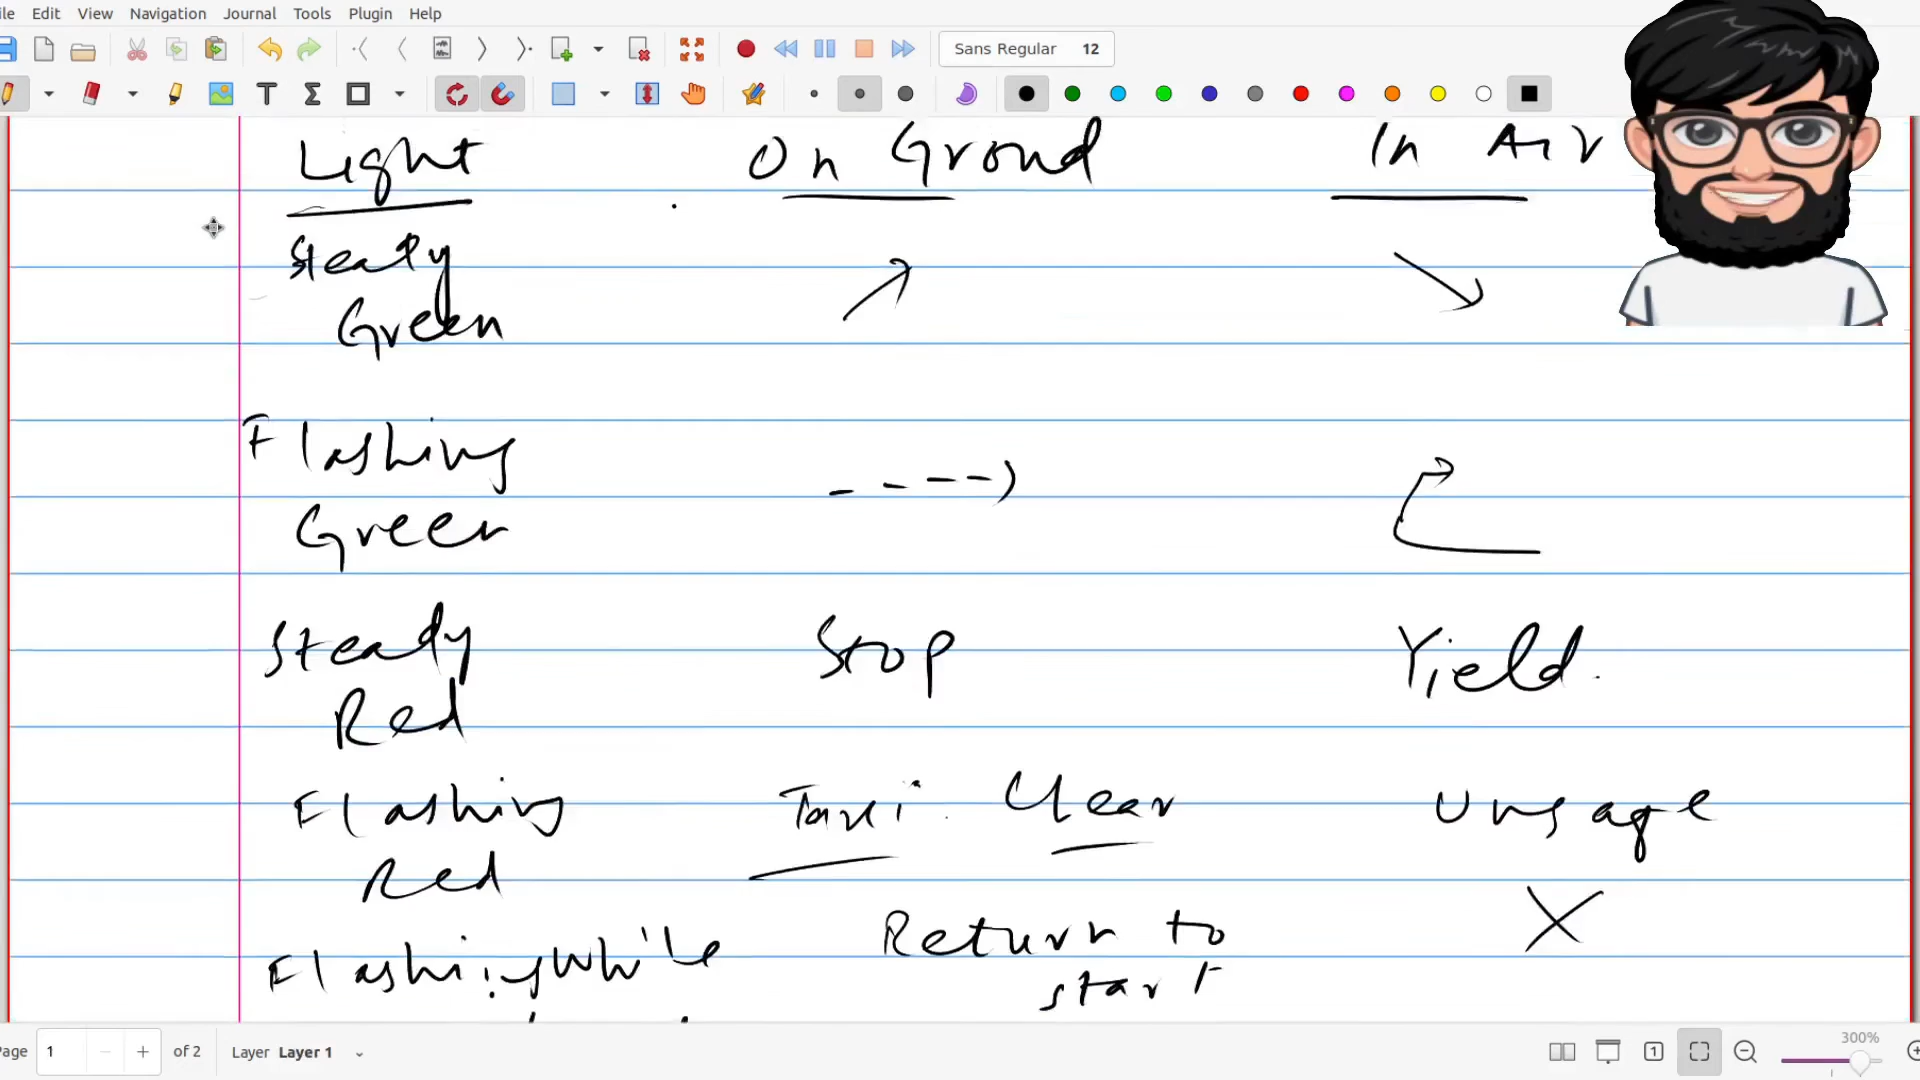 ile Edit View Navigation Journal Tools Plugin Help
Sans Regular 12
Light On Grond In Air
Steady
Green
Flashing
Green
Steady Stop Yield.
Red
Flashing Taxi Clear Unsafe
Red
Flashing While Return to
start
Page 1 of 2 Layer Layer 1 300%